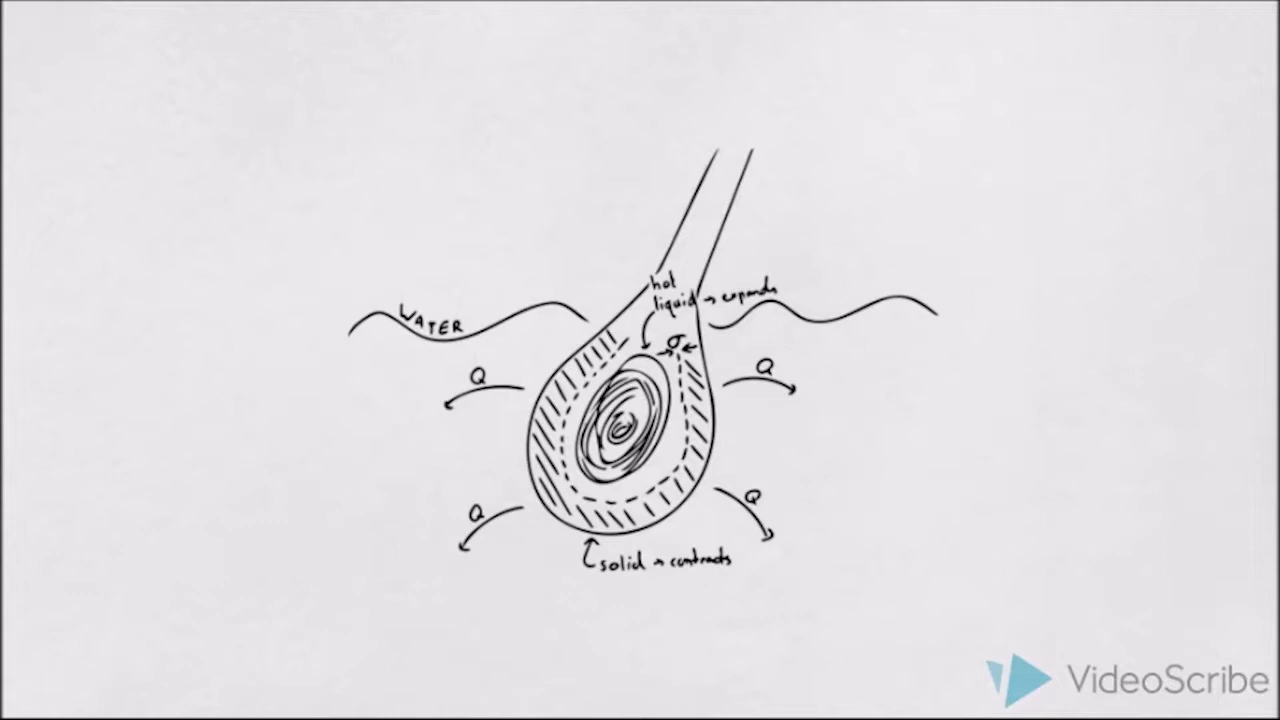 hot
liquid → expands
WATER
σ
Q
Q
Q
Q
solid → contracts
VideoScribe